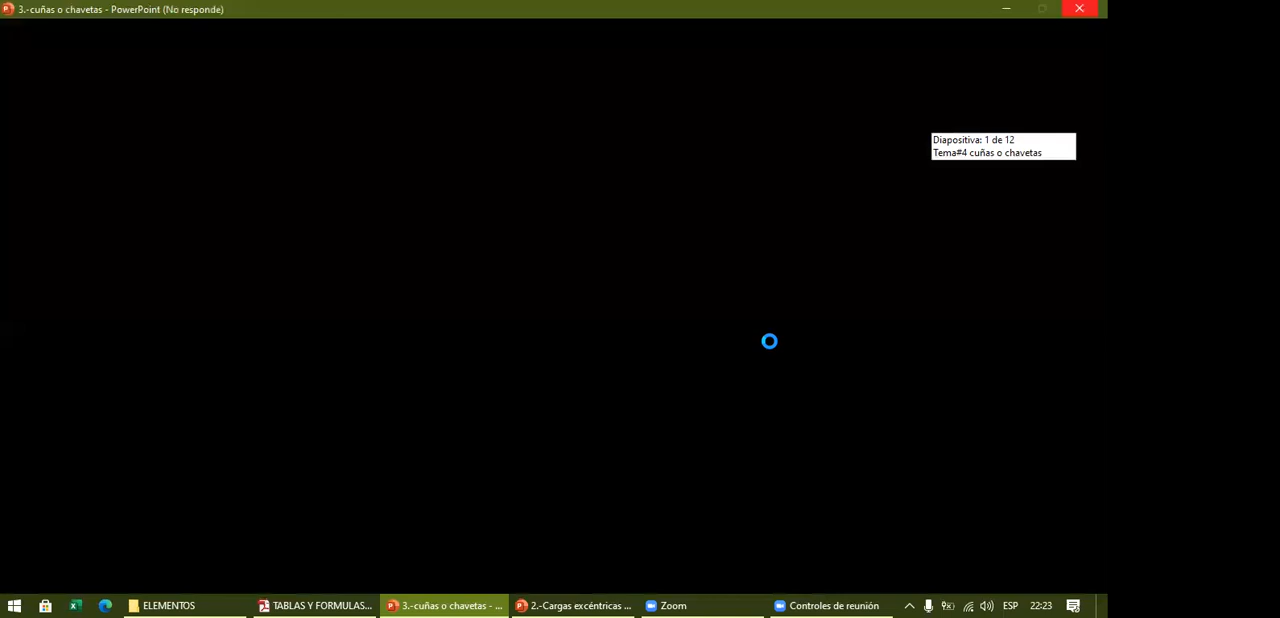 3.-cuñas o chavetas - PowerPoint (No responde)
Diapositiva: 1 de 12
Tema#4 cuñas o chavetas
ELEMENTOS
TABLAS Y FORMULAS...
3.-cuñas o chavetas - ...
2.-Cargas excéntricas ...
Zoom
Controles de reunión
ESP
22:23